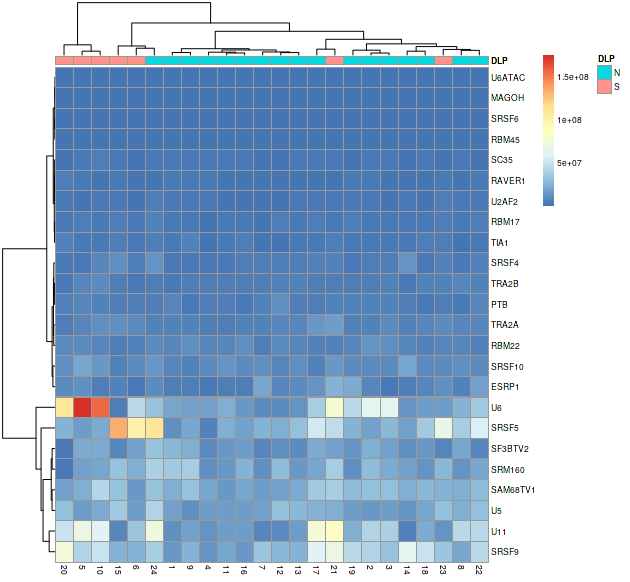 DLP
U6ATAC
MAGOH
SRSF6
RBM45
SC35
RAVER1
U2AF2
RBM17
TIA1
SRSF4
TRA2B
PTB
TRA2A
RBM22
SRSF10
ESRP1
U6
SRSF5
SF3BTV2
SRM160
SAM68TV1
U5
U11
SRSF9
20 5 10 15 6 24 1 9 4 11 16 7 12 13 17 21 19 2 3 14 18 23 8 22
1.5e+08
1e+08
5e+07
DLP
N
S